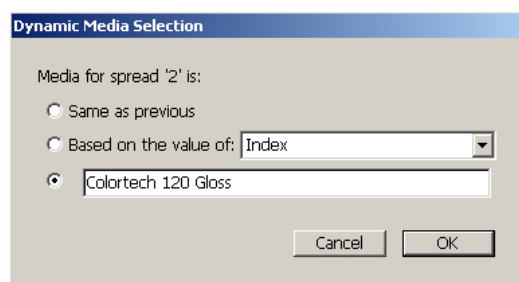 Dynamic Media Selection
Media for spread '2' is:
Same as previous
Based on the value of: Index
Colortech 120 Gloss
Cancel OK